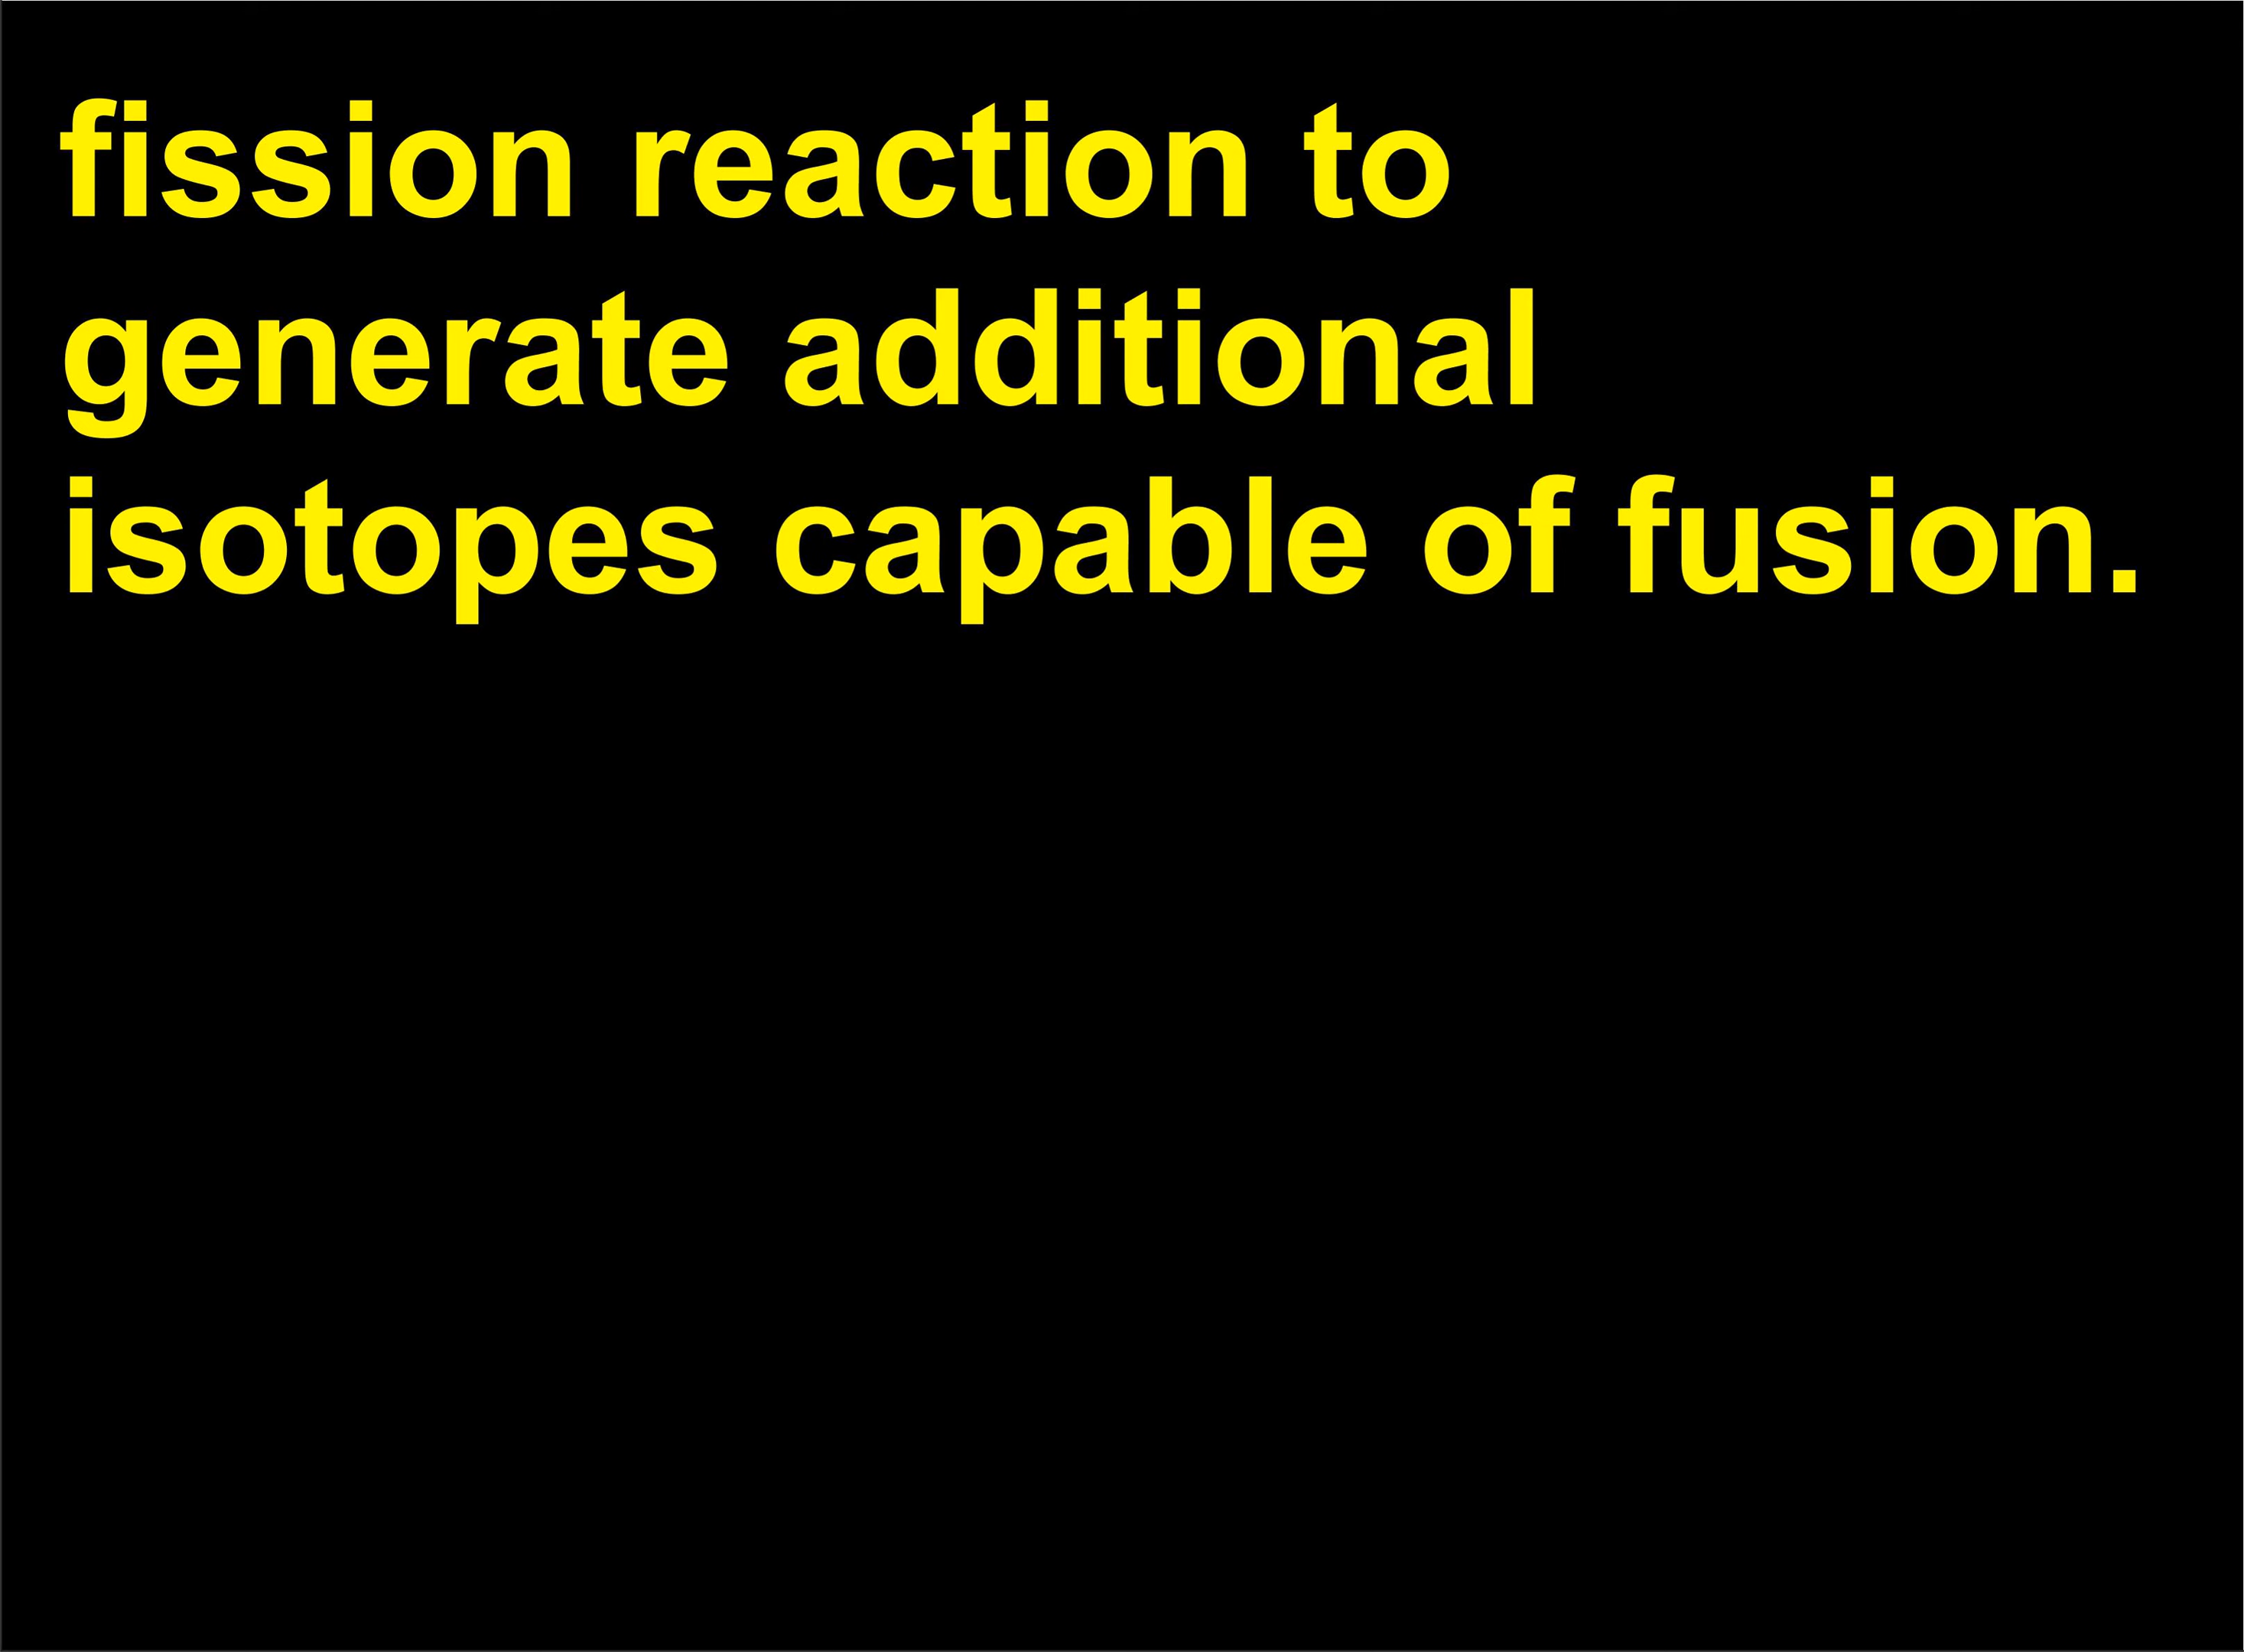 fission reaction to
generate additional
isotopes capable of fusion.